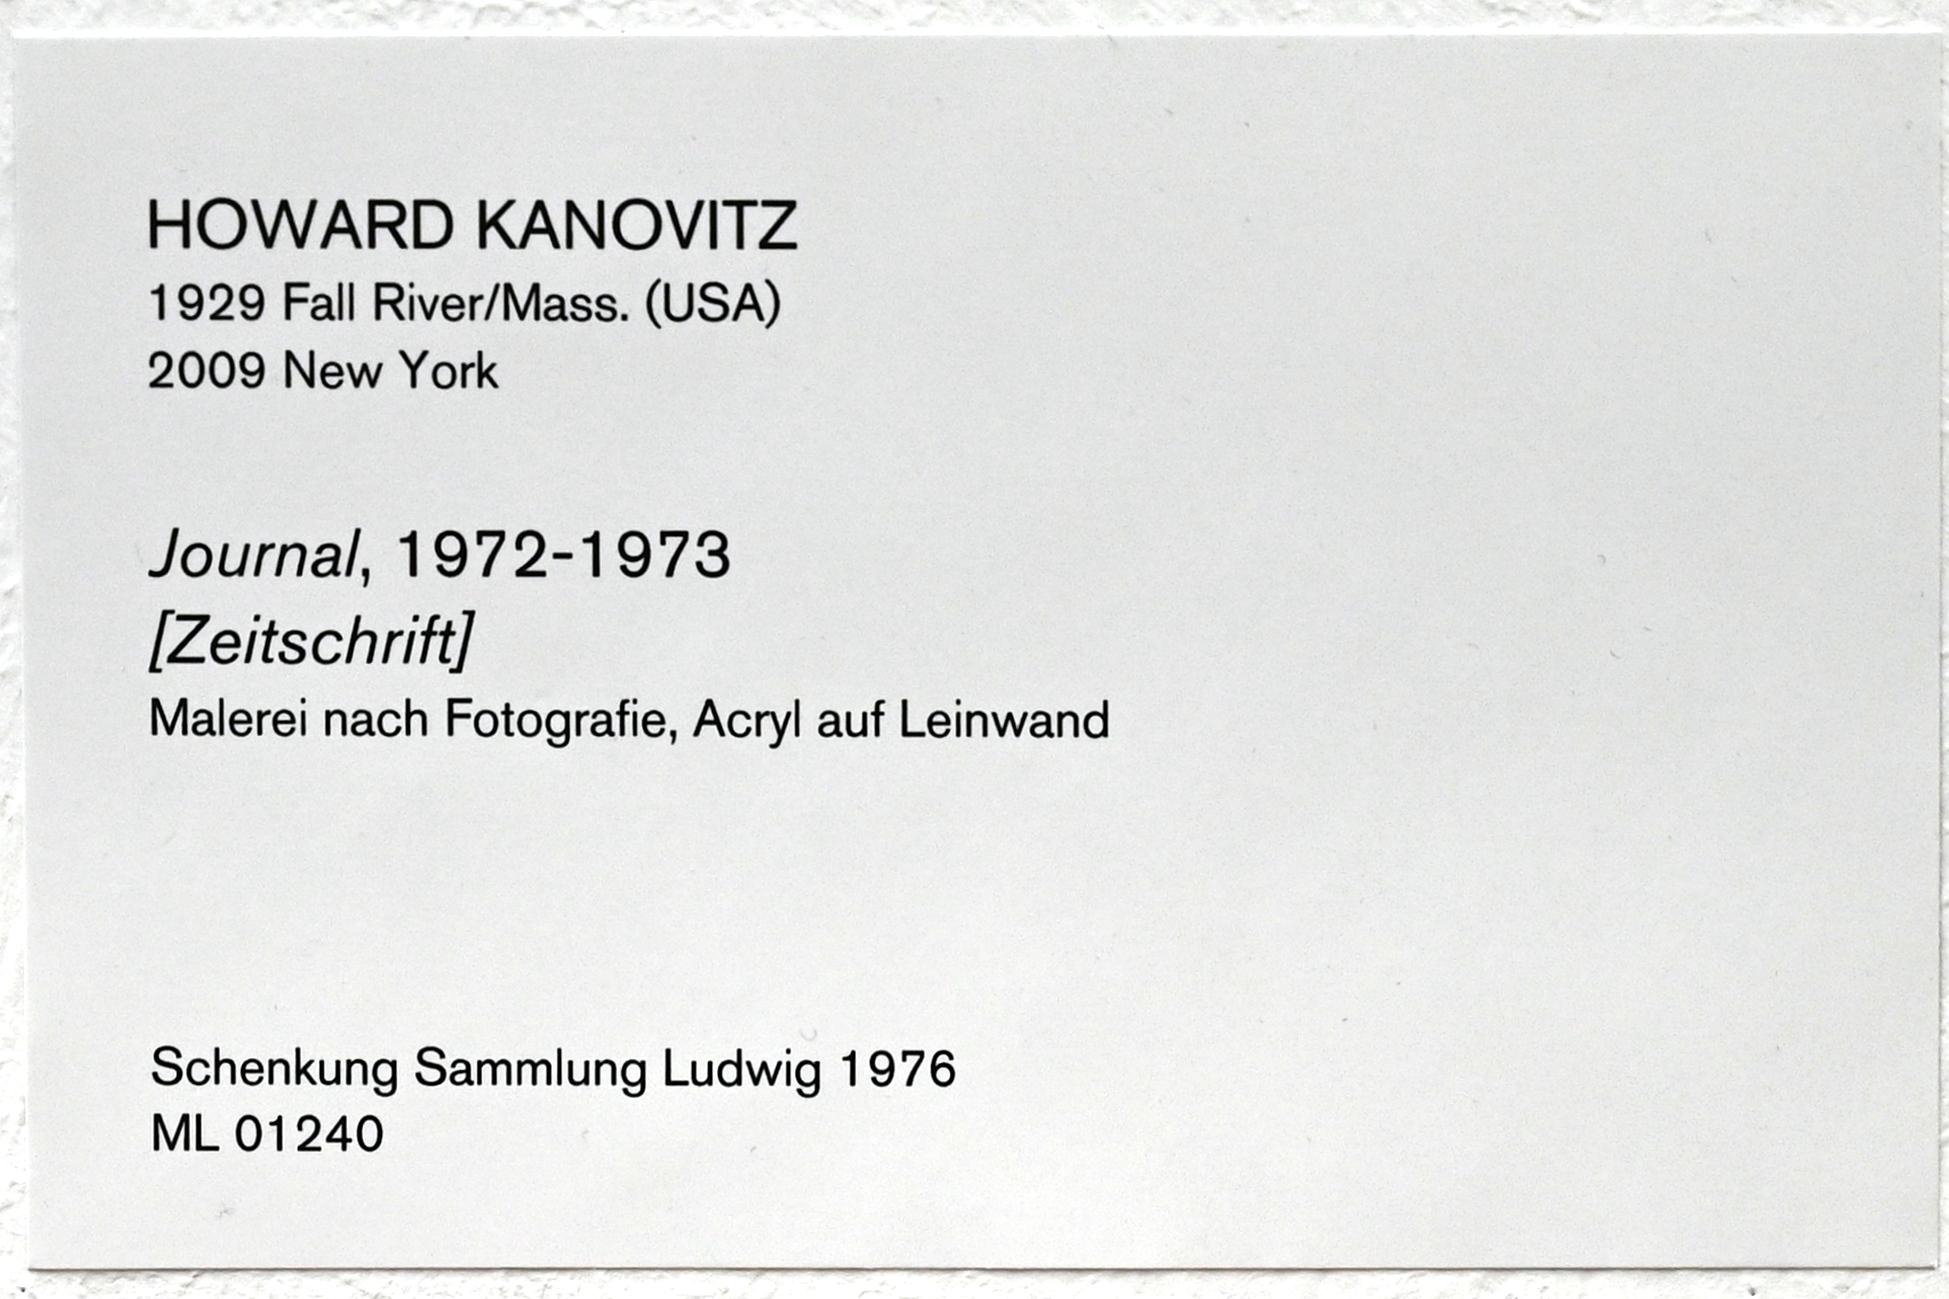 HOWARD KANOVITZ
1929 Fall River/Mass. (USA)
2009 New York
Journal, 1972-1973
[Zeitschrift]
Malerei nach Fotografie, Acryl auf Leinwand
Schenkung Sammlung Ludwig 1976
ML 01240